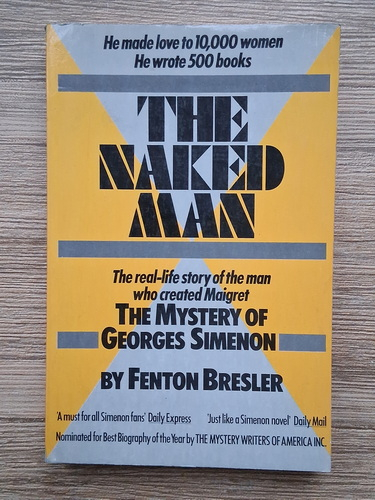 He made love to 10,000 women
He wrote 500 books
THE
NAKED
MAN
The real-life story of the man
who created Maigret
THE MYSTERY OF
GEORGES SIMENON
BY FENTON BRESLER
'A must for all Simenon fans' Daily Express 'Just like a Simenon novel' Daily Mail
Nominated for Best Biography of the Year by THE MYSTERY WRITERS OF AMERICA INC.